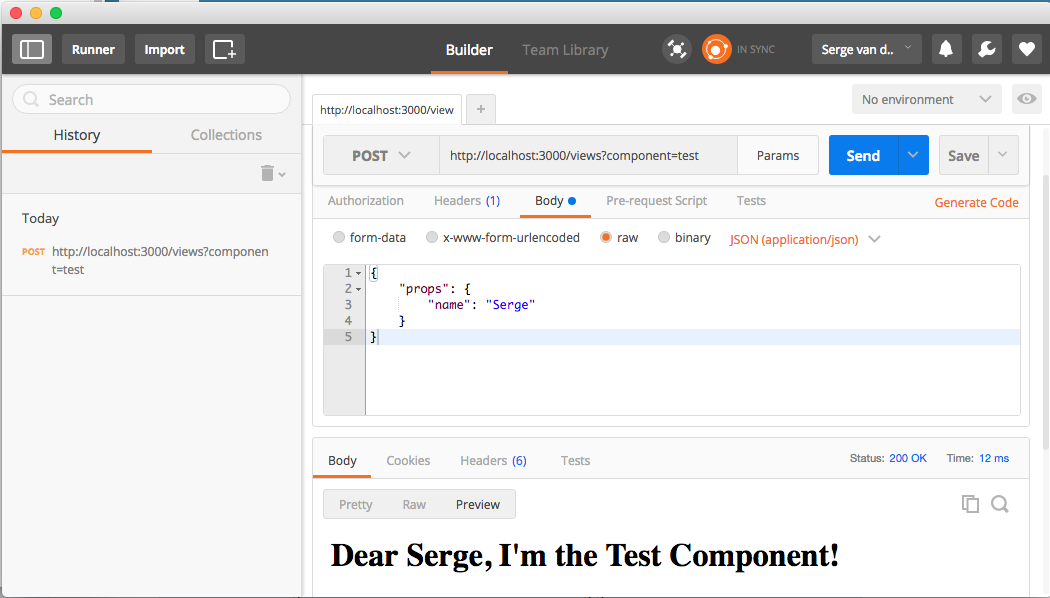 Runner
Import
Builder
Team Library
IN SYNC
Serge van d..
Search
History
Collections
Today
POST http://localhost:3000/views?componen
t=test
http://localhost:3000/view
+
No environment
POST
http://localhost:3000/views?component=test
Params
Send
Save
Authorization
Headers (1)
Body
Pre-request Script
Tests
Generate Code
form-data
x-www-form-urlencoded
raw
binary
JSON (application/json)
1 {
2 "props": {
3 "name": "Serge"
4 }
5 }
Body
Cookies
Headers (6)
Tests
Status: 200 OK
Time: 12 ms
Pretty
Raw
Preview
Dear Serge, I'm the Test Component!